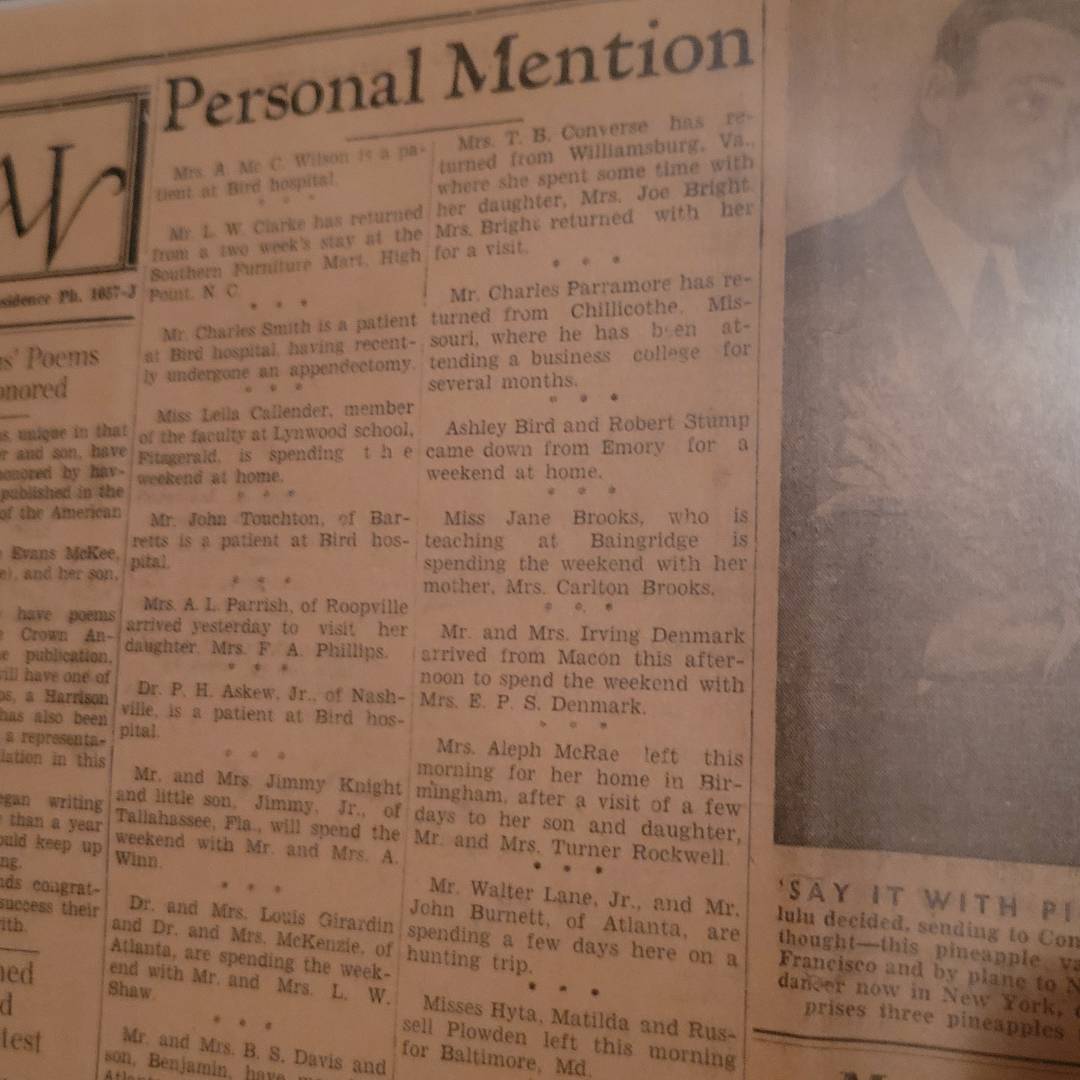 Personal Mention
Mrs. A. Mc C. Wilson is a pa-
tient at Bird hospital.
* * *
Mr. L. W. Clarke has returned
from a two week's stay at the
Southern Furniture Mart, High
Point, N. C.
* * *
Mr. Charles Smith is a patient
at Bird hospital, having recent-
ly undergone an appendectomy.
* * *
Miss Leila Callender, member
of the faculty at Lynwood school,
Fitzgerald, is spending t h e
weekend at home.
* * *
Mr. John Touchton, of Bar-
retts is a patient at Bird hos-
pital.
* * *
Mrs. A. L. Parrish, of Roopville
arrived yesterday to visit her
daughter, Mrs. F. A. Phillips.
* * *
Dr. P. H. Askew, Jr., of Nash-
ville, is a patient at Bird hos-
pital.
* * *
Mr. and Mrs. Jimmy Knight
and little son, Jimmy, Jr., of
Tallahassee, Fla., will spend the
weekend with Mr. and Mrs. A.
Winn.
* * *
Dr. and Mrs. Louis Girardin
and Dr. and Mrs. McKenzie, of
Atlanta, are spending the week-
end with Mr. and Mrs. L. W.
Shaw.
* * *
Mr. and Mrs. B. S. Davis and
son, Benjamin, have
Mrs. T. B. Converse has re-
turned from Williamsburg, Va.,
where she spent some time with
her daughter, Mrs. Joe Bright.
Mrs. Bright returned with her
for a visit.
* * *
Mr. Charles Parramore has re-
turned from Chillicothe, Mis-
souri, where he has been at-
tending a business college for
several months.
* * *
Ashley Bird and Robert Stump
came down from Emory for a
weekend at home.
* * *
Miss Jane Brooks, who is
teaching at Baingridge is
spending the weekend with her
mother, Mrs. Carlton Brooks.
* * *
Mr. and Mrs. Irving Denmark
arrived from Macon this after-
noon to spend the weekend with
Mrs. E. P. S. Denmark.
* * *
Mrs. Aleph McRae left this
morning for her home in Bir-
mingham, after a visit of a few
days to her son and daughter,
Mr. and Mrs. Turner Rockwell.
* * *
Mr. Walter Lane, Jr., and Mr.
John Burnett, of Atlanta, are
spending a few days here on a
hunting trip.
* * *
Misses Hyta, Matilda and Rus-
sell Plowden left this morning
for Baltimore, Md.
sidence Ph. 1657-J
s' Poems
onored
s, unique in that
r and son, have
onored by hav-
published in the
of the American
Evans McKee,
e), and her son,
have poems
Crown An-
e publication,
will have one of
s, a Harrison
has also been
a representa-
lation in this
egan writing
than a year
ould keep up
ng.
nds congrat-
success their
ith.
ned
d
test
'SAY IT WITH PI
lulu decided, sending to Con
thought—this pineapple va
Francisco and by plane to N
dancer now in New York,
prises three pineapples